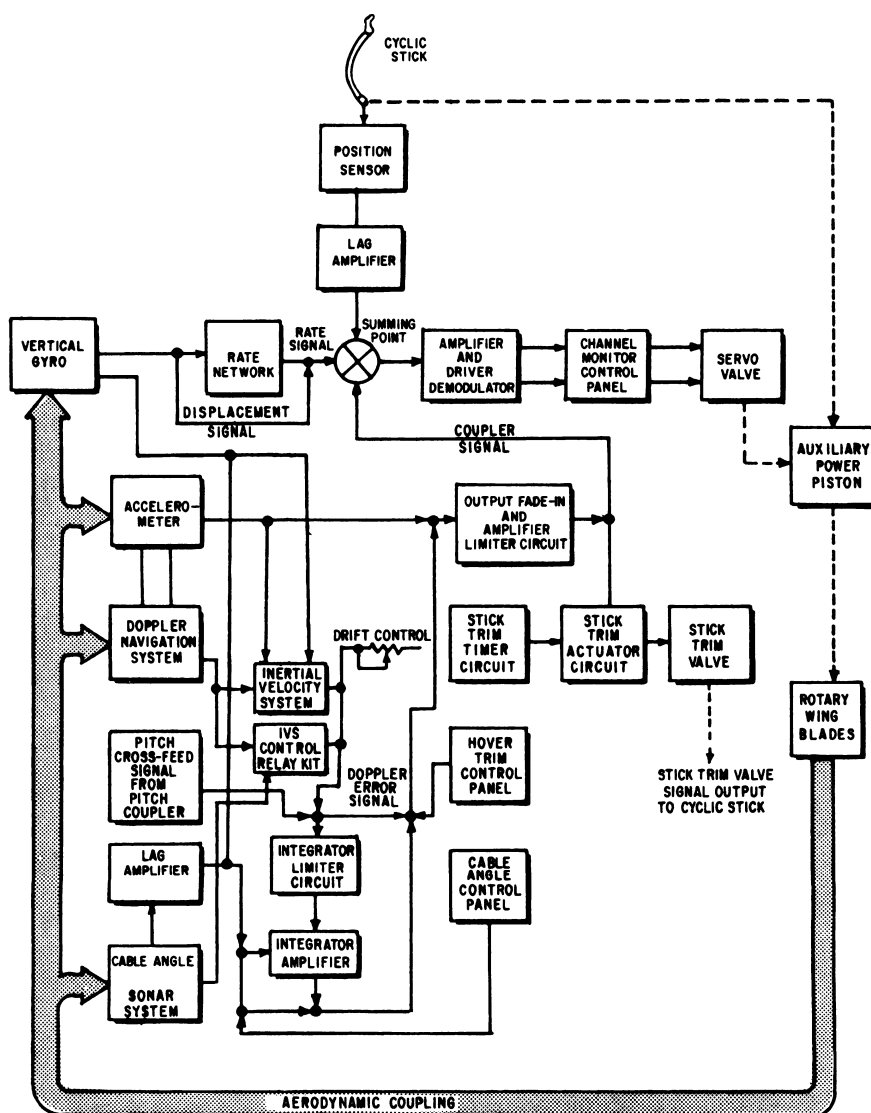 CYCLIC
STICK
POSITION
SENSOR
LAG
AMPLIFIER
VERTICAL
GYRO
RATE
NETWORK
RATE
SIGNAL
SUMMING
POINT
AMPLIFIER
AND
DRIVER
DEMODULATOR
CHANNEL
MONITOR
CONTROL
PANEL
SERVO
VALVE
DISPLACEMENT
SIGNAL
COUPLER
SIGNAL
AUXILIARY
POWER
PISTON
ACCELERO-
METER
OUTPUT FADE-IN
AND AMPLIFIER
LIMITER CIRCUIT
DOPPLER
NAVIGATION
SYSTEM
DRIFT CONTROL
INERTIAL
VELOCITY
SYSTEM
STICK
TRIM
TIMER
CIRCUIT
STICK
TRIM
ACTUATOR
CIRCUIT
STICK
TRIM
VALVE
ROTARY
WING
BLADES
PITCH
CROSS-FEED
SIGNAL
FROM
PITCH
COUPLER
IVS
CONTROL
RELAY KIT
DOPPLER
ERROR
SIGNAL
HOVER
TRIM
CONTROL
PANEL
STICK TRIM VALVE
SIGNAL OUTPUT
TO CYCLIC STICK
LAG
AMPLIFIER
INTEGRATOR
LIMITER
CIRCUIT
CABLE
ANGLE
CONTROL
PANEL
INTEGRATOR
AMPLIFIER
CABLE ANGLE
SONAR
SYSTEM
AERODYNAMIC COUPLING